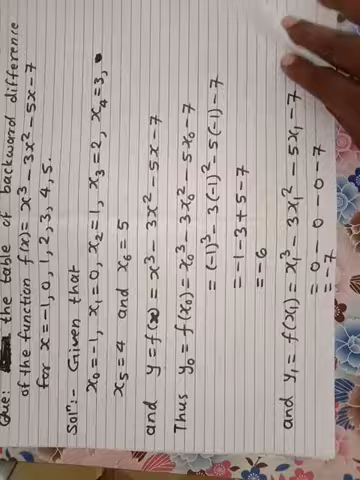 Que: the table of backward difference
of the function f(x) = x³ - 3x² - 5x - 7
for x = -1, 0, 1, 2, 3, 4, 5.
Solⁿ:- Given that
x₀ = -1, x₁ = 0, x₂ = 1, x₃ = 2, x₄ = 3,
x₅ = 4 and x₆ = 5
and y = f(x) = x³ - 3x² - 5x - 7
Thus y₀ = f(x₀) = x₀³ - 3x₀² - 5x₀ - 7
= (-1)³ - 3(-1)² - 5(-1) - 7
= -1 - 3 + 5 - 7
= -6
and y₁ = f(x₁) = x₁³ - 3x₁² - 5x₁ - 7
= 0 - 0 - 0 - 7
= -7